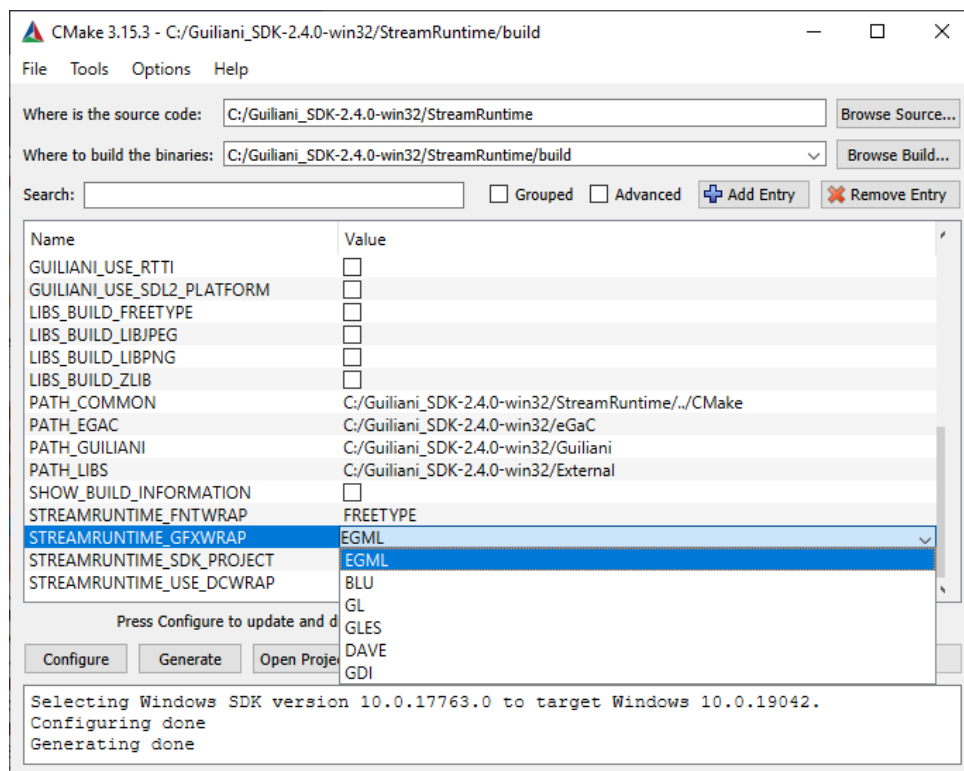 CMake 3.15.3 - C:/Guiliani_SDK-2.4.0-win32/StreamRuntime/build
File Tools Options Help
Where is the source code: C:/Guiliani_SDK-2.4.0-win32/StreamRuntime Browse Source...
Where to build the binaries: C:/Guiliani_SDK-2.4.0-win32/StreamRuntime/build Browse Build...
Search: Grouped Advanced Add Entry Remove Entry
Name Value
GUILIANI_USE_RTTI
GUILIANI_USE_SDL2_PLATFORM
LIBS_BUILD_FREETYPE
LIBS_BUILD_LIBJPEG
LIBS_BUILD_LIBPNG
LIBS_BUILD_ZLIB
PATH_COMMON C:/Guiliani_SDK-2.4.0-win32/StreamRuntime/../CMake
PATH_EGAC C:/Guiliani_SDK-2.4.0-win32/eGaC
PATH_GUILIANI C:/Guiliani_SDK-2.4.0-win32/Guiliani
PATH_LIBS C:/Guiliani_SDK-2.4.0-win32/External
SHOW_BUILD_INFORMATION
STREAMRUNTIME_FNTWRAP FREETYPE
STREAMRUNTIME_GFXWRAP EGML
STREAMRUNTIME_SDK_PROJECT EGML
STREAMRUNTIME_USE_DCWRAP BLU
GL
Press Configure to update and d GLES
Configure Generate Open Proje DAVE
GDI
Selecting Windows SDK version 10.0.17763.0 to target Windows 10.0.19042.
Configuring done
Generating done